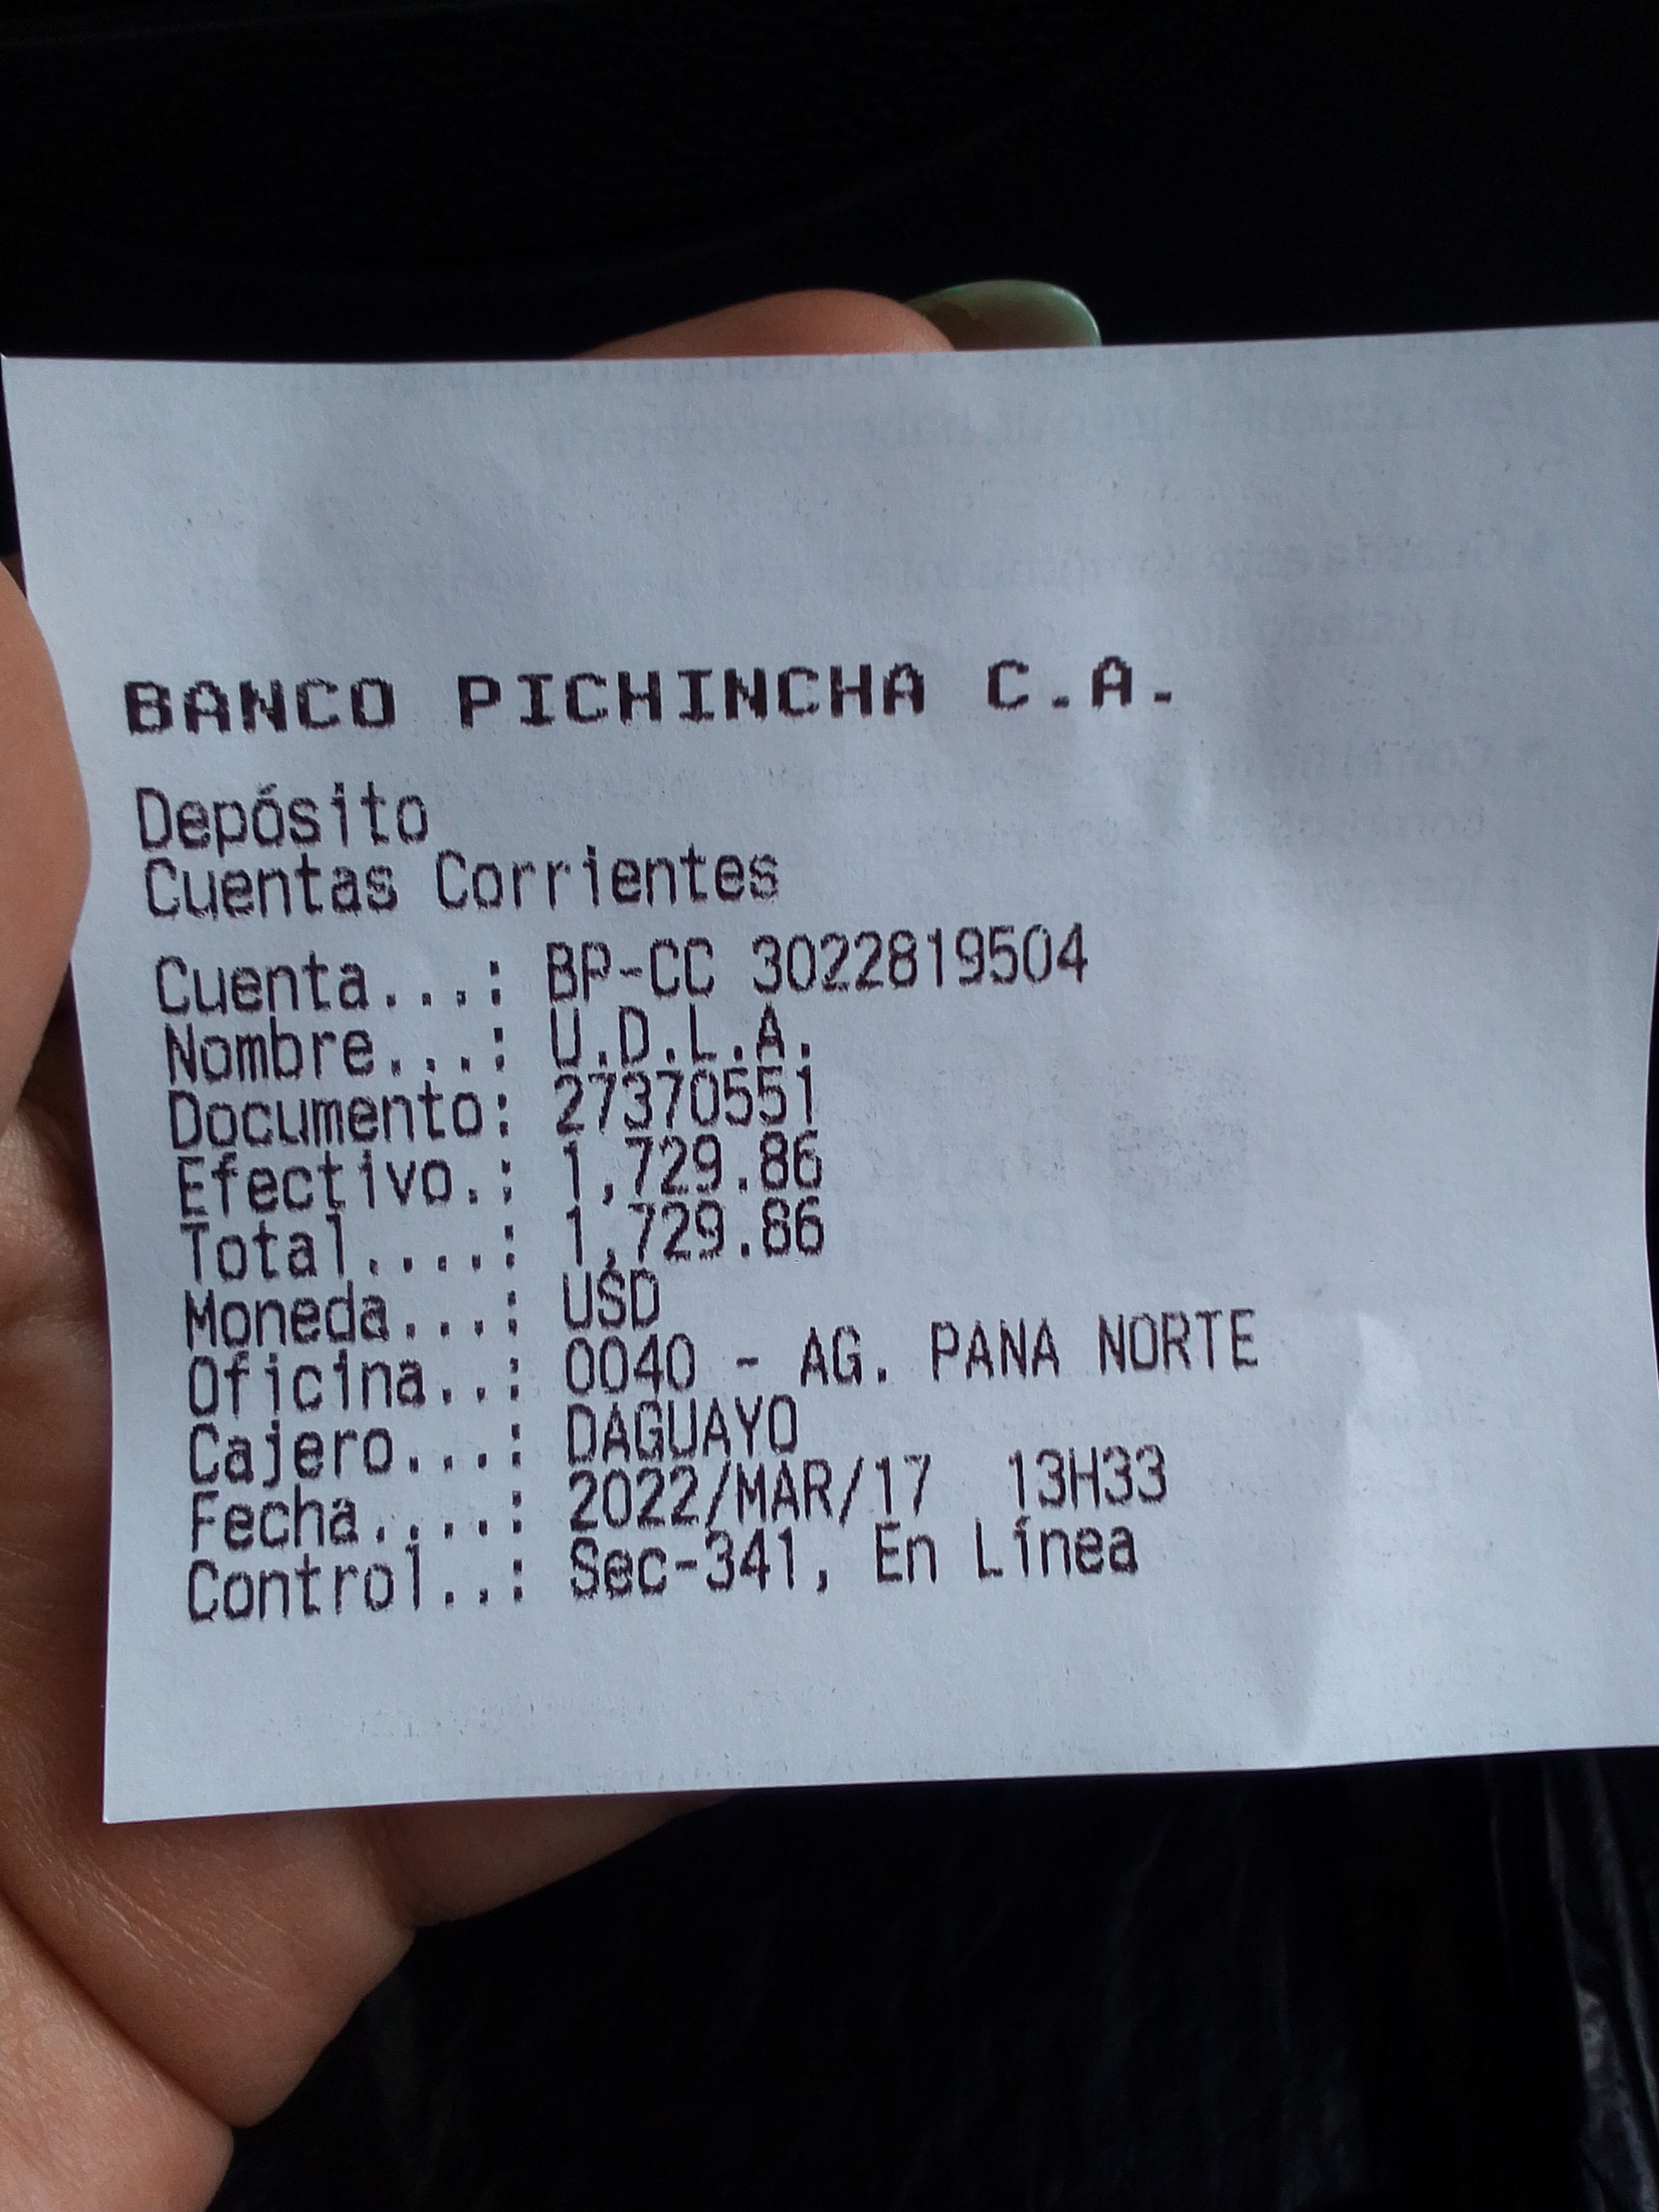 BANCO PICHINCHA C.A.
Depósito
Cuentas Corrientes
Cuenta...: BP-CC 3022819504
Nombre...: U.D.L.A.
Documento: 27370551
Efectivo.: 1,729.86
Total....: 1,729.86
Moneda...: USD
Oficina..: 0040 - AG. PANA NORTE
Cajero...: DAGUAYO
Fecha....: 2022/MAR/17 13H33
Control..: Sec-341, En Línea